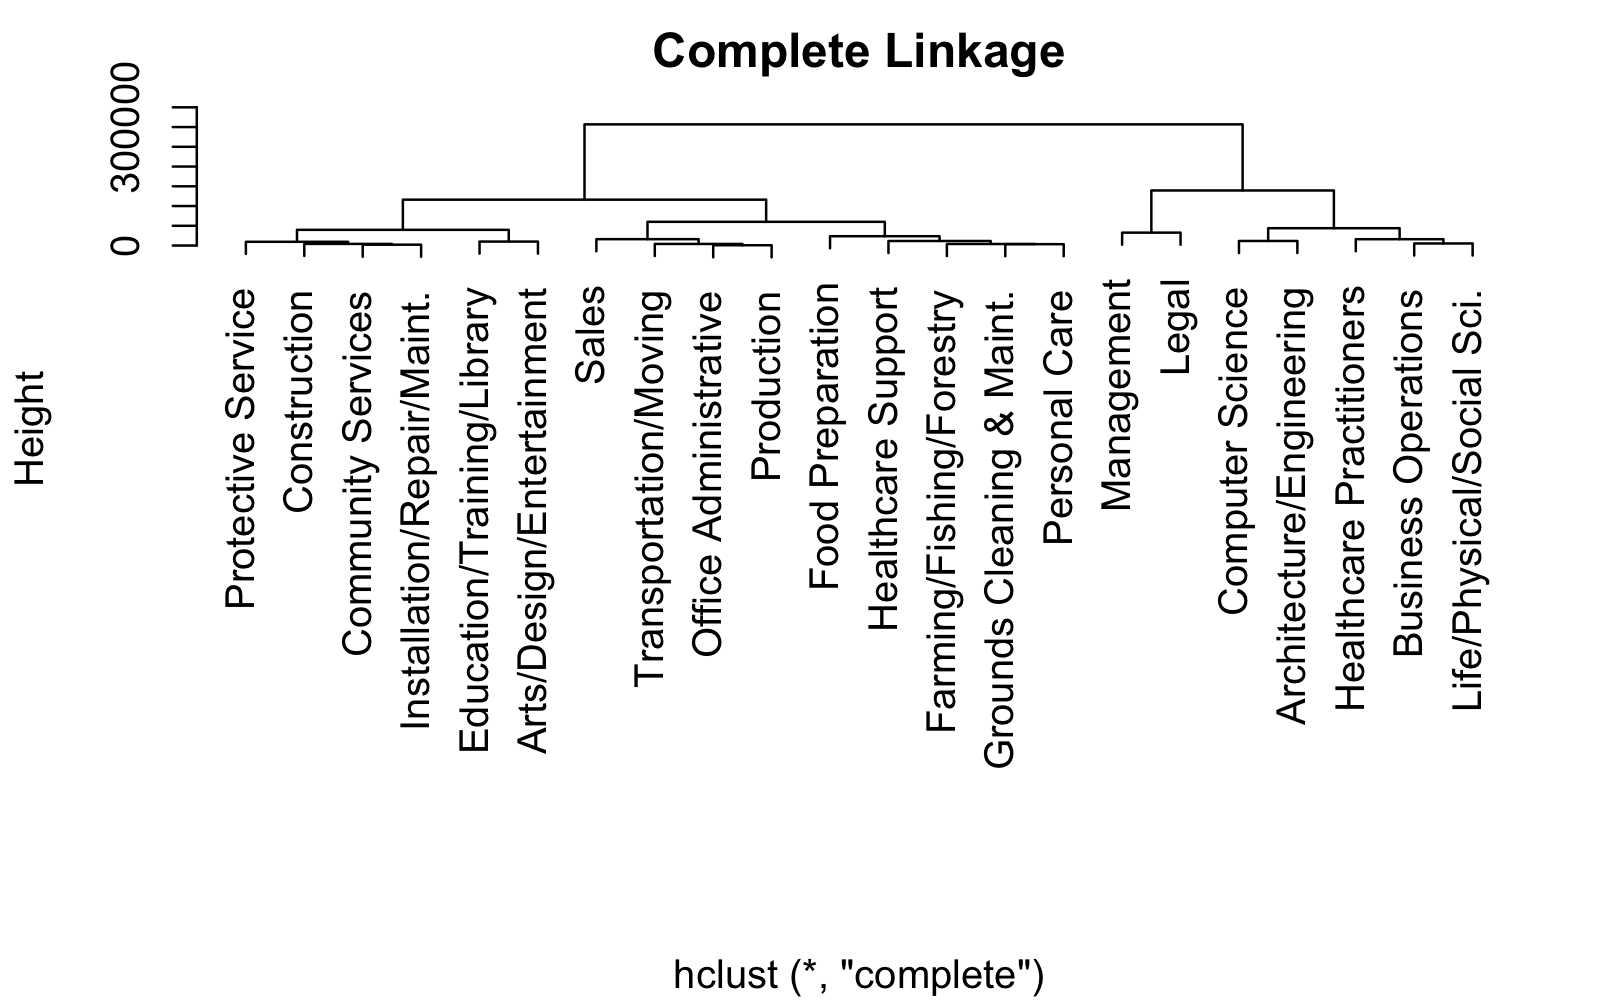 Complete Linkage
Height
0
300000
Protective Service
Construction
Community Services
Installation/Repair/Maint.
Education/Training/Library
Arts/Design/Entertainment
Sales
Transportation/Moving
Office Administrative
Production
Food Preparation
Healthcare Support
Farming/Fishing/Forestry
Grounds Cleaning & Maint.
Personal Care
Management
Legal
Computer Science
Architecture/Engineering
Healthcare Practitioners
Business Operations
Life/Physical/Social Sci.
hclust (*, "complete")